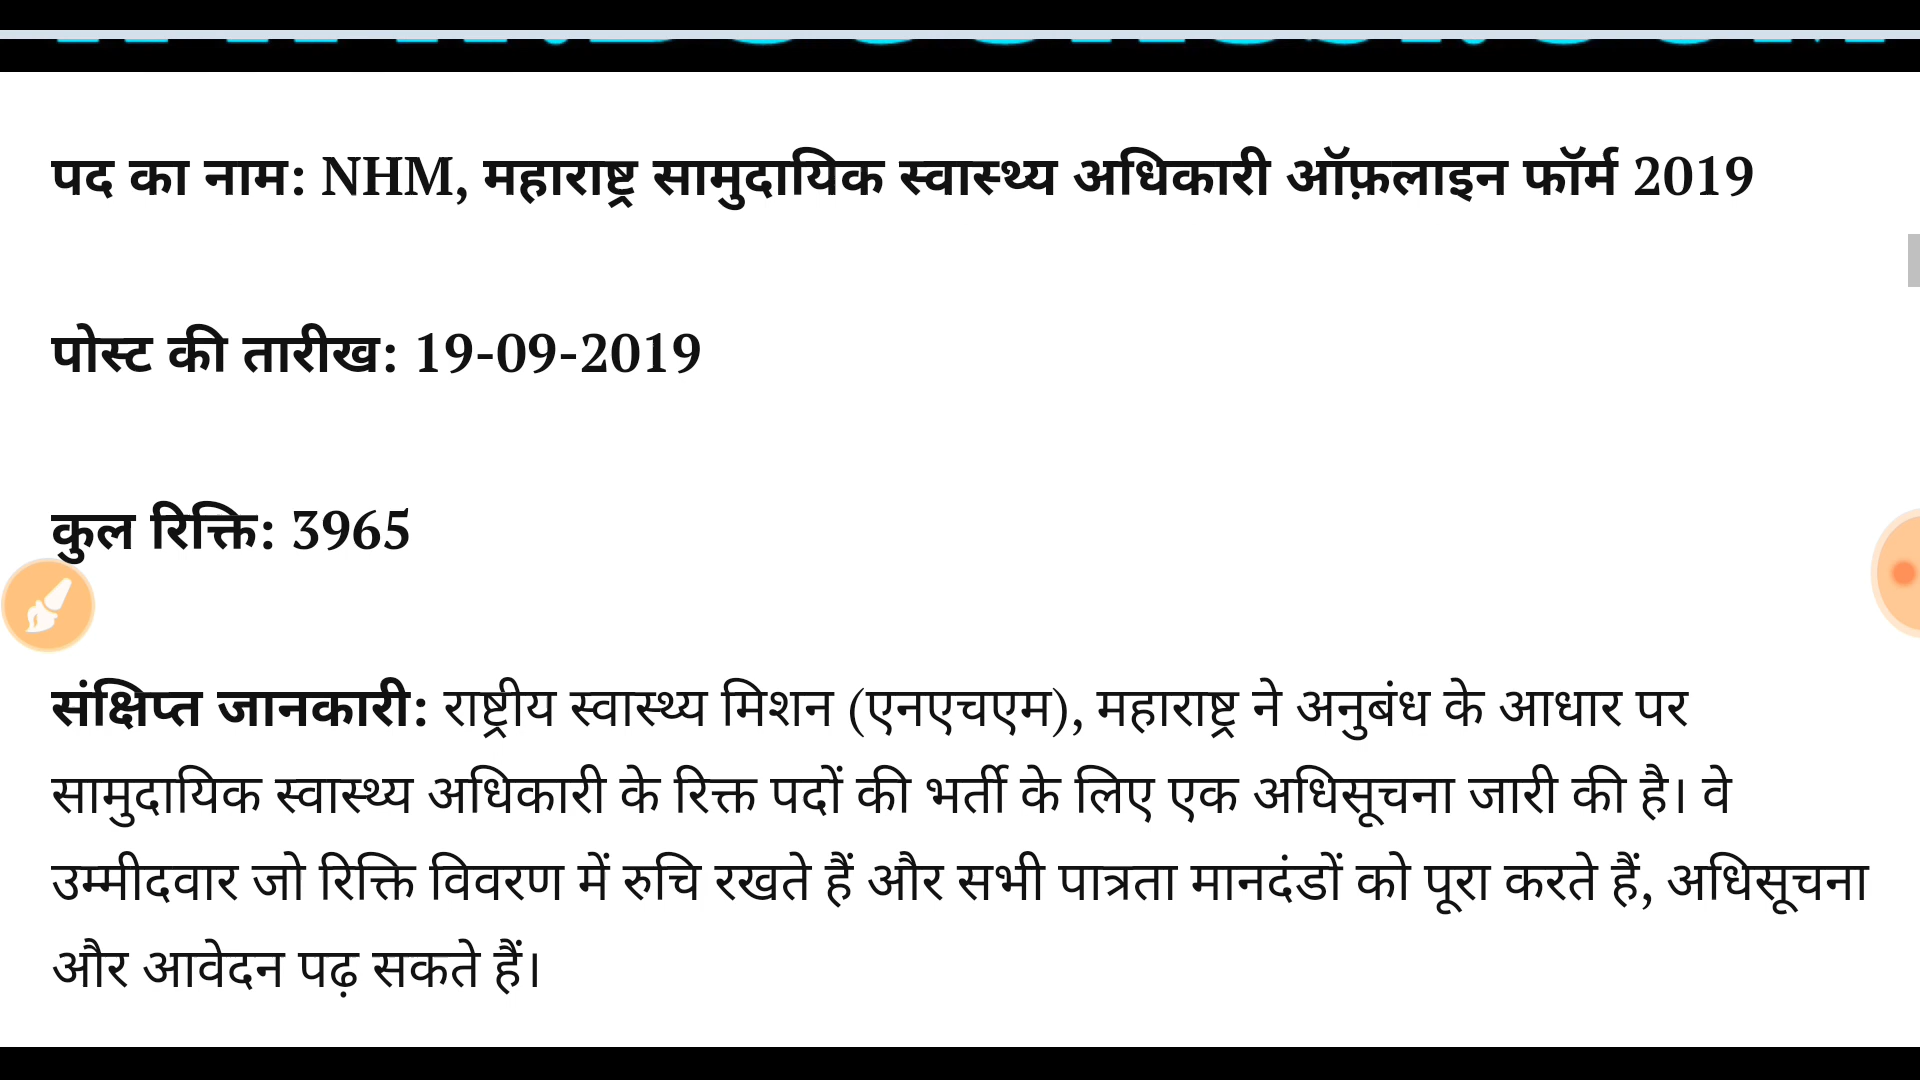 पद का नाम: NHM, महाराष्ट्र सामुदायिक स्वास्थ्य अधिकारी ऑफ़लाइन फॉर्म 2019
पोस्ट की तारीख: 19-09-2019
कुल रिक्ति: 3965
संक्षिप्त जानकारी: राष्ट्रीय स्वास्थ्य मिशन (एनएचएम), महाराष्ट्र ने अनुबंध के आधार पर
सामुदायिक स्वास्थ्य अधिकारी के रिक्त पदों की भर्ती के लिए एक अधिसूचना जारी की है। वे
उम्मीदवार जो रिक्ति विवरण में रुचि रखते हैं और सभी पात्रता मानदंडों को पूरा करते हैं, अधिसूचना
और आवेदन पढ़ सकते हैं।